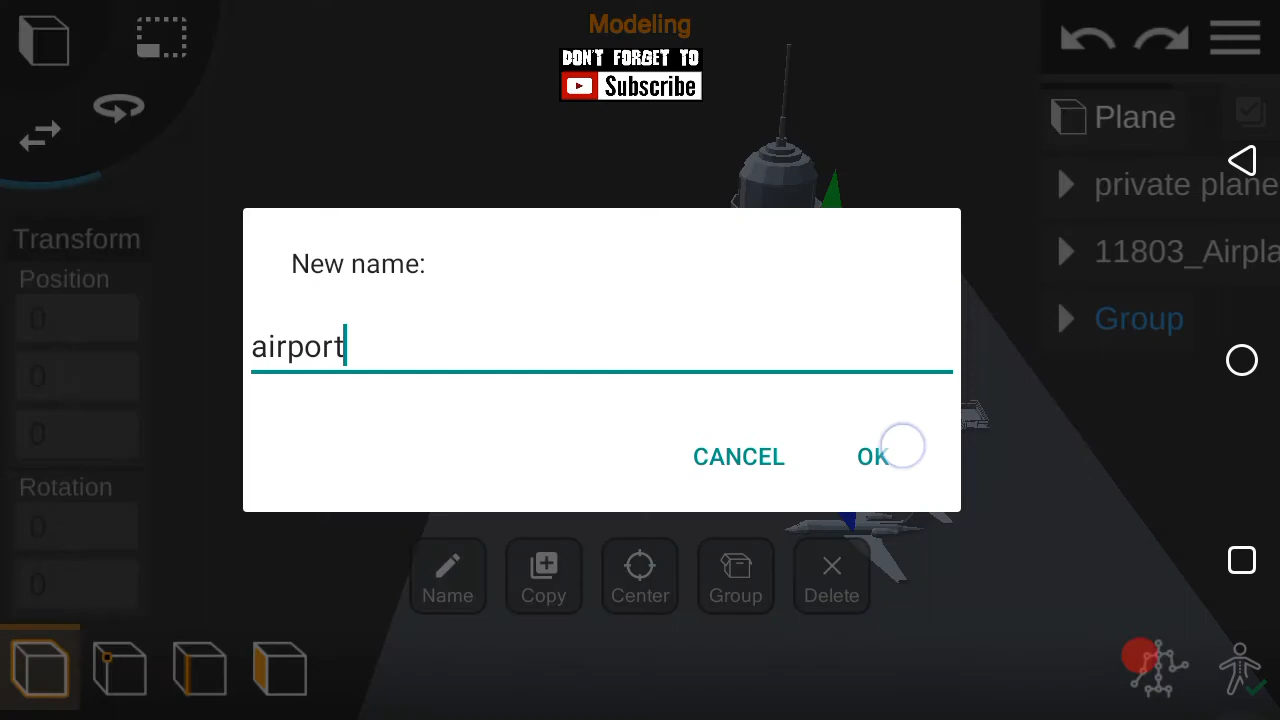 Modeling
DON'T FORGET TO
Subscribe
Plane
private plane
11803_Airpla
Group
Transform
Position
0
0
0
Rotation
0
0
New name:
airport
CANCEL
OK
Name
Copy
Center
Group
Delete